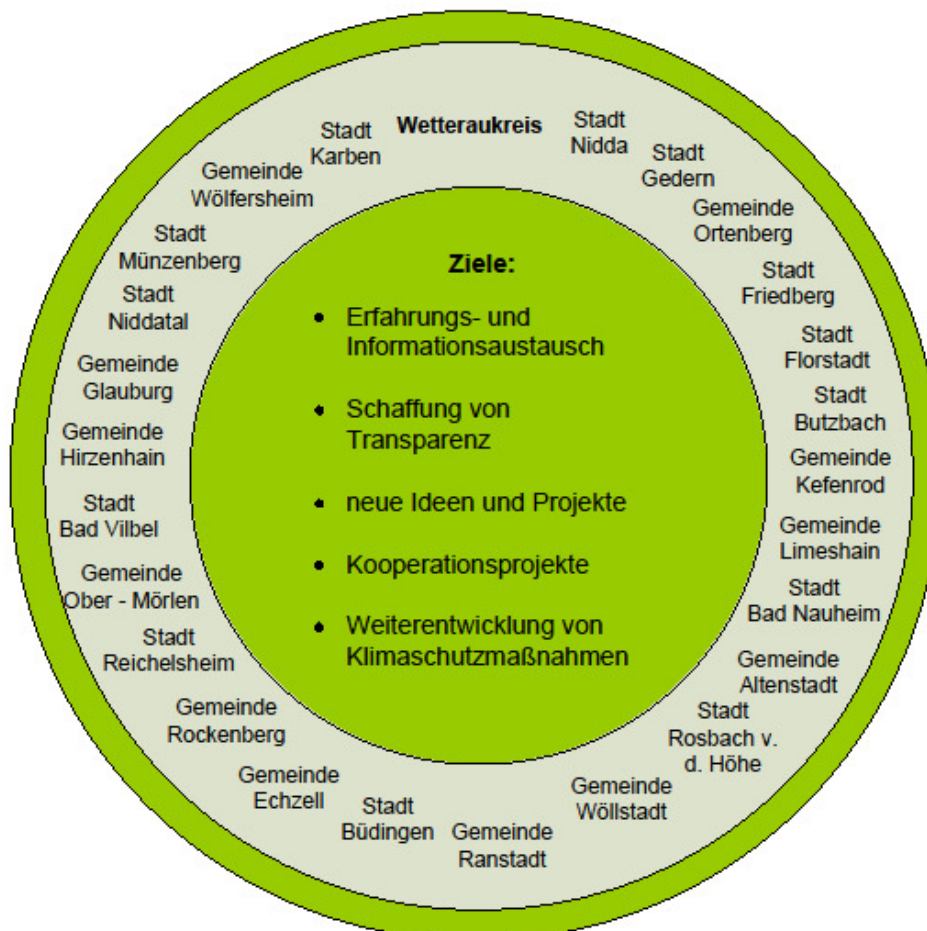 Wetteraukreis
Stadt
Nidda
Stadt
Gedern
Gemeinde
Ortenberg
Stadt
Friedberg
Stadt
Florstadt
Stadt
Butzbach
Gemeinde
Kefenrod
Gemeinde
Limeshain
Stadt
Bad Nauheim
Gemeinde
Altenstadt
Stadt
Rosbach v.
d. Höhe
Gemeinde
Wöllstadt
Gemeinde
Ranstadt
Stadt
Büdingen
Gemeinde
Echzell
Gemeinde
Rockenberg
Stadt
Reichelsheim
Gemeinde
Ober - Mörlen
Stadt
Bad Vilbel
Gemeinde
Hirzenhain
Gemeinde
Glauburg
Stadt
Niddatal
Stadt
Münzenberg
Gemeinde
Wölfersheim
Stadt
Karben
Ziele:
• Erfahrungs- und
Informationsaustausch
• Schaffung von
Transparenz
• neue Ideen und Projekte
• Kooperationsprojekte
• Weiterentwicklung von
Klimaschutzmaßnahmen